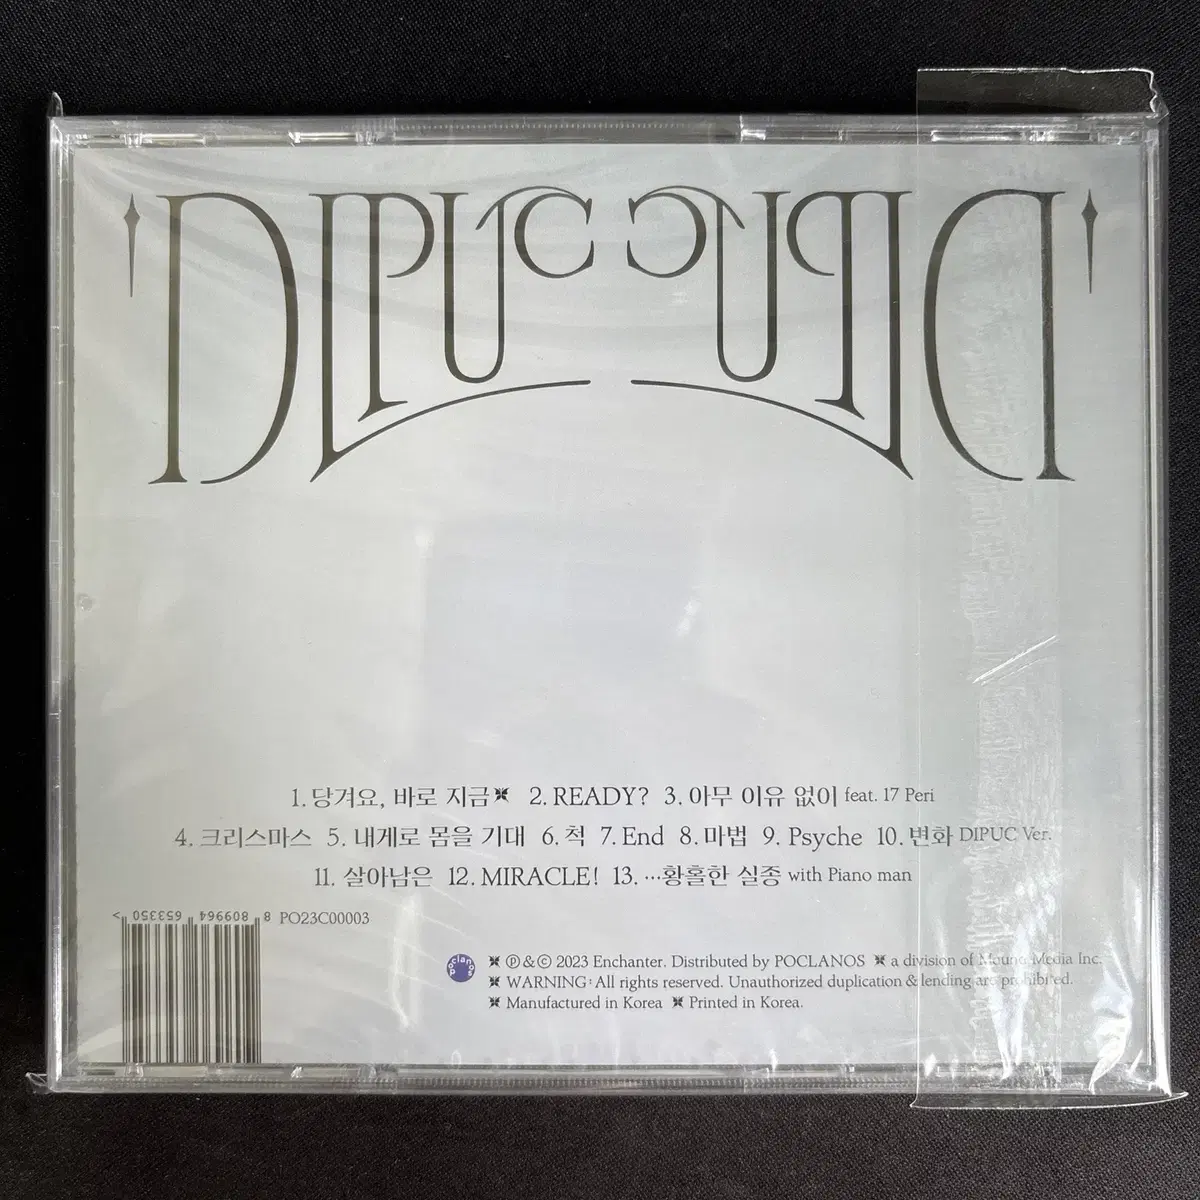 'DIPUC CUPID'
1. 당겨요, 바로 지금 2. READY? 3. 아무 이유 없이 feat. 17 Peri
4. 크리스마스 5. 내게로 몸을 기대 6. 척 7. End 8. 마법 9. Psyche 10. 변화 DIPUC Ver.
11. 살아남은 12. MIRACLE! 13. …황홀한 실종 with Piano man
8 809964 653350 >
PO23C00003
poclanos
Ⓟ & © 2023 Enchanter. Distributed by POCLANOS a division of Mound Media Inc.
WARNING: All rights reserved. Unauthorized duplication & lending are prohibited.
Manufactured in Korea Printed in Korea.